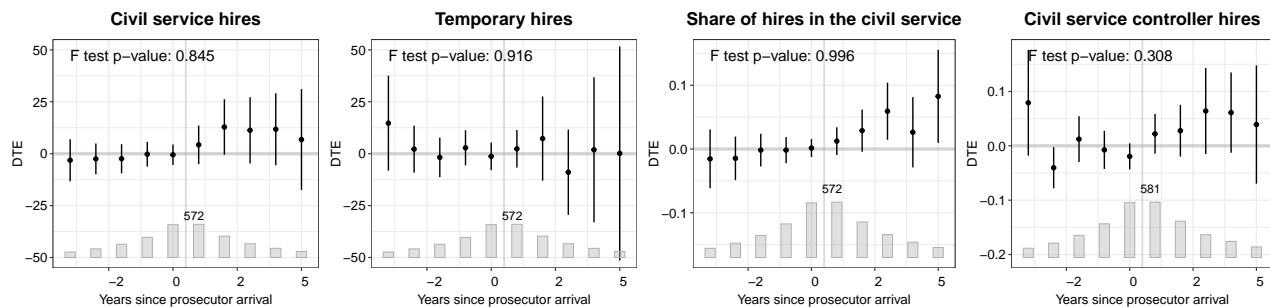 Civil service hires
F test p−value: 0.845
DTE
50
25
0
−25
−50
572
−2 0 2 5
Years since prosecutor arrival
Temporary hires
F test p−value: 0.916
DTE
50
25
0
−25
−50
572
−2 0 2 5
Years since prosecutor arrival
Share of hires in the civil service
F test p−value: 0.996
DTE
0.1
0.0
−0.1
572
−2 0 2 5
Years since prosecutor arrival
Civil service controller hires
F test p−value: 0.308
DTE
0.1
0.0
−0.1
−0.2
581
−2 0 2 5
Years since prosecutor arrival